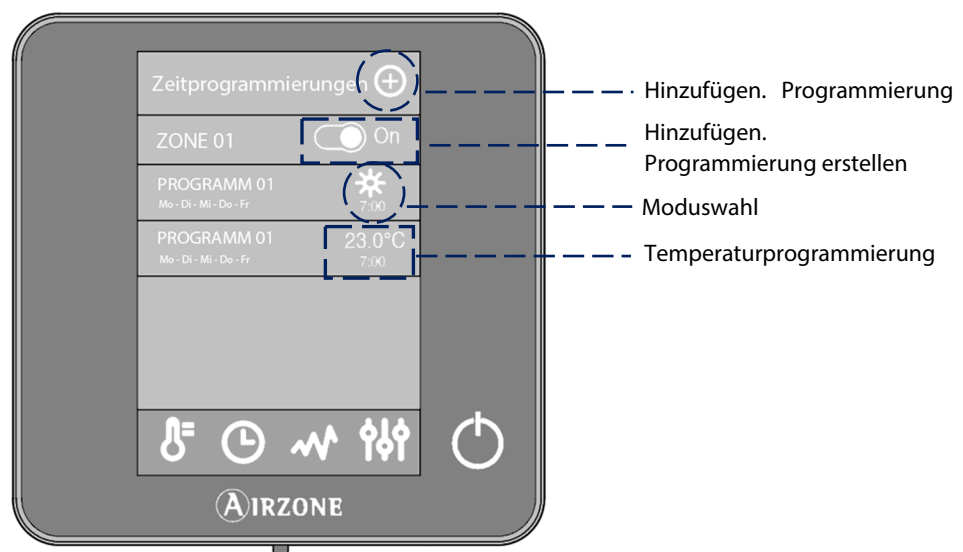 Zeitprogrammierungen
Hinzufügen. Programmierung
ZONE 01 On
Hinzufügen.
Programmierung erstellen
PROGRAMM 01
Mo - Di - Mi - Do - Fr
7:00
Moduswahl
PROGRAMM 01 23.0°C
Mo - Di - Mi - Do - Fr 7:00
Temperaturprogrammierung
AIRZONE